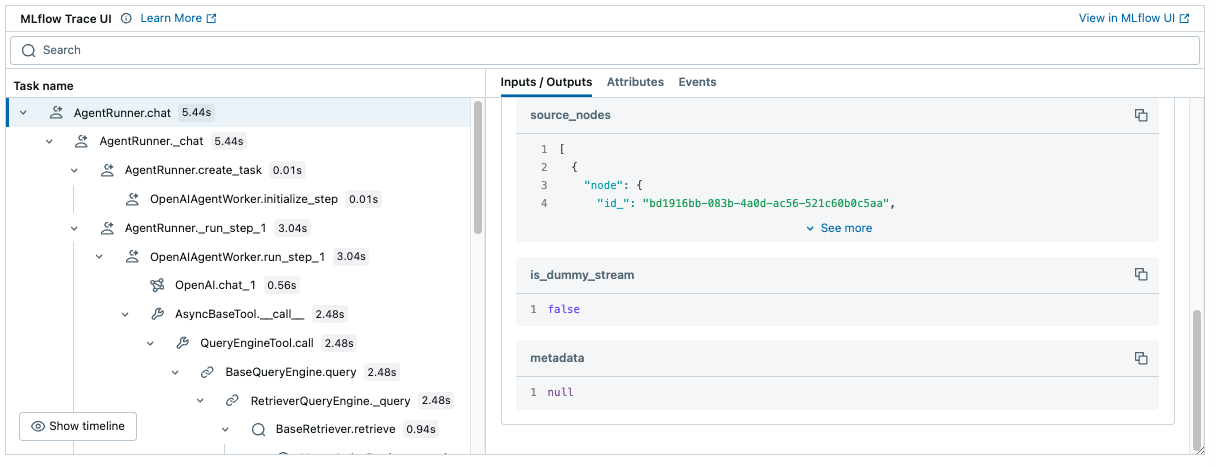 MLflow Trace UI Learn More View in MLflow UI
Search
Task name
AgentRunner.chat 5.44s
AgentRunner._chat 5.44s
AgentRunner.create_task 0.01s
OpenAIAgentWorker.initialize_step 0.01s
AgentRunner._run_step_1 3.04s
OpenAIAgentWorker.run_step_1 3.04s
OpenAI.chat_1 0.56s
AsyncBaseTool.__call__ 2.48s
QueryEngineTool.call 2.48s
BaseQueryEngine.query 2.48s
RetrieverQueryEngine._query 2.48s
BaseRetriever.retrieve 0.94s
Show timeline
Inputs / Outputs Attributes Events
source_nodes
1 [
2 {
3 "node": {
4 "id_": "bd1916bb-083b-4a0d-ac56-521c60b0c5aa",
See more
is_dummy_stream
1 false
metadata
1 null